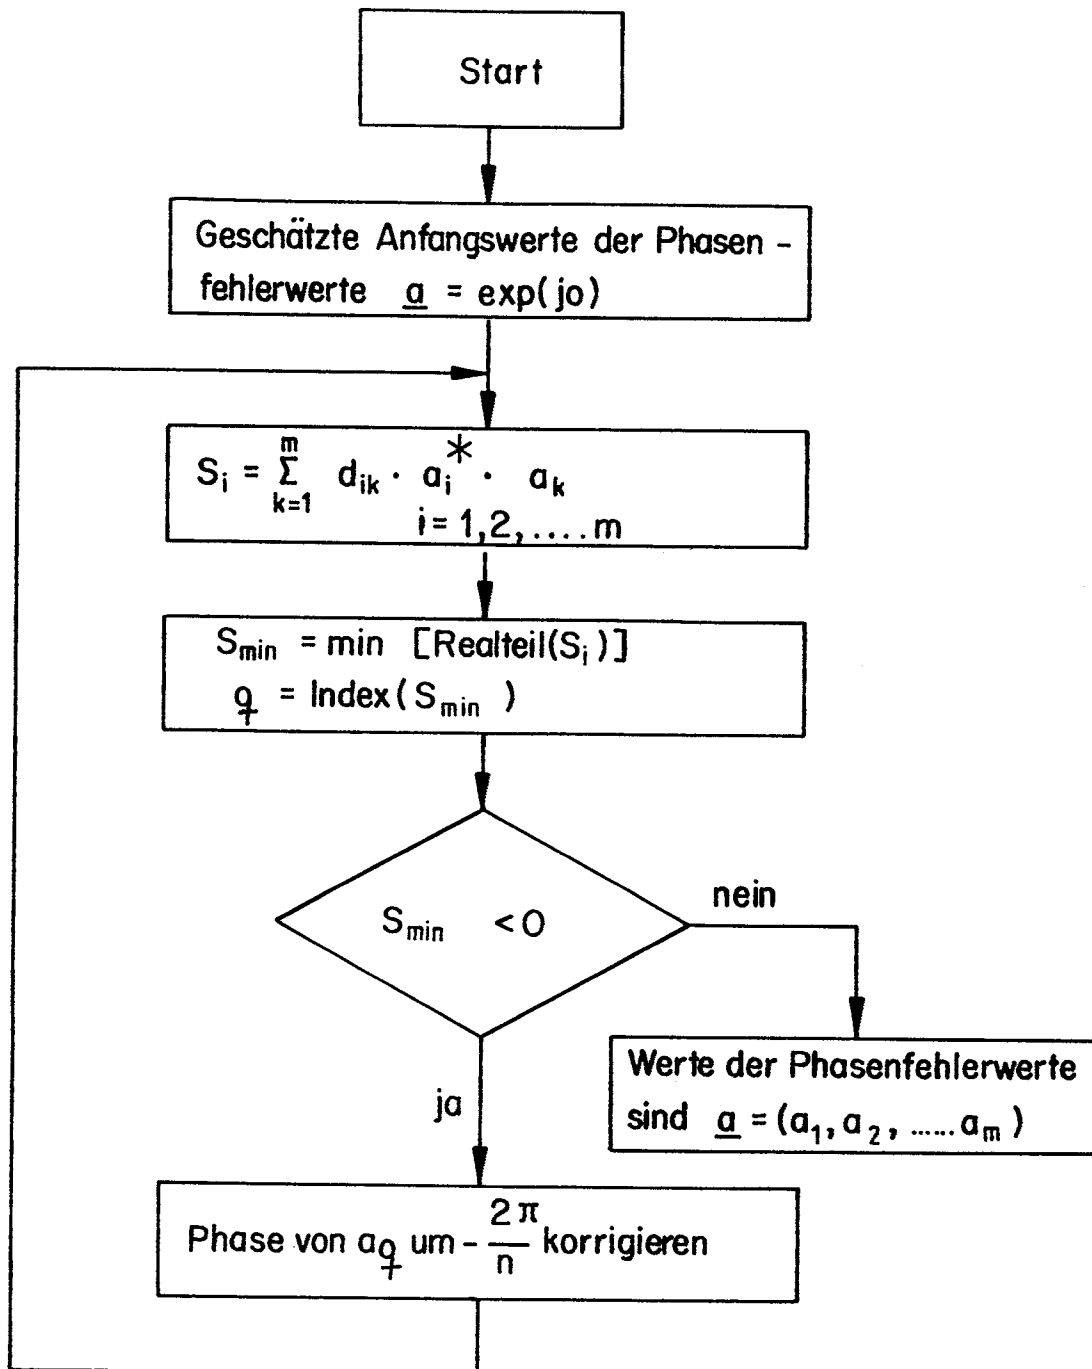 Start
Geschätzte Anfangswerte der Phasen -
fehlerwerte a = exp(jo)
m
S_i = Σ d_ik · a_i^* · a_k
k=1
i = 1,2, .... m
S_min = min [Realteil(S_i)]
q = Index(S_min )
S_min < 0
nein
Werte der Phasenfehlerwerte
sind a = (a_1, a_2, ...... a_m )
ja
Phase von a_q um - 2π/n korrigieren